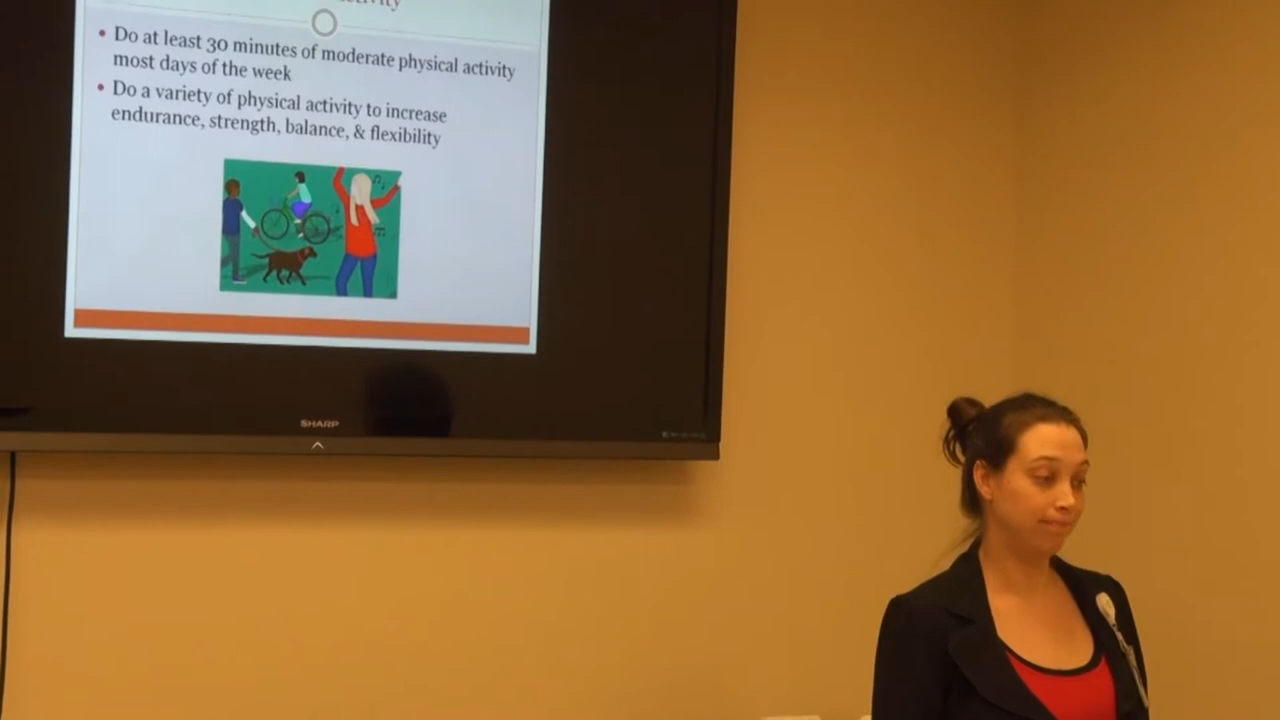 • Do at least 30 minutes of moderate physical activity
most days of the week
• Do a variety of physical activity to increase
endurance, strength, balance, & flexibility
SHARP